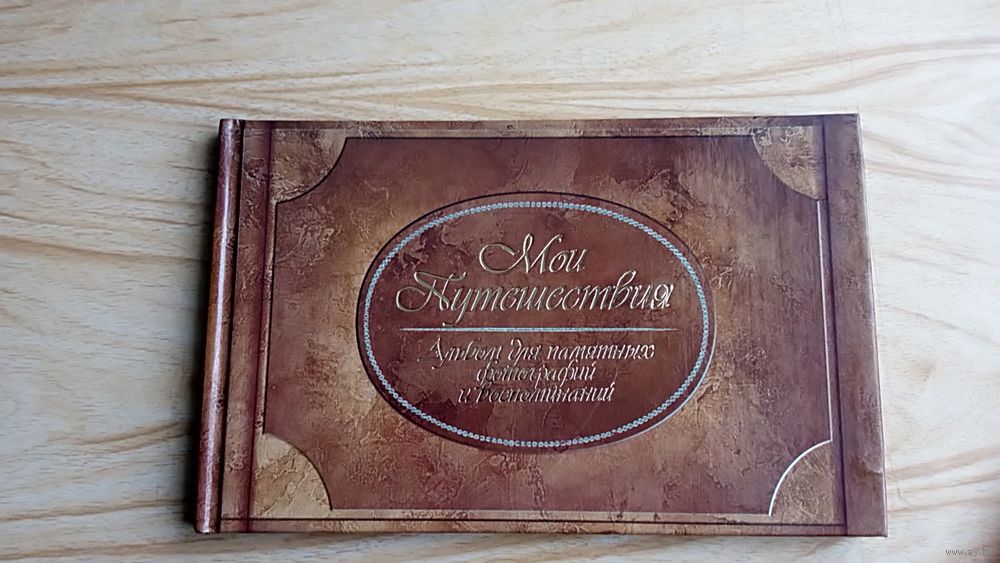 Мои
Путешествия
Альбом для памятных
фотографий
и воспоминаний